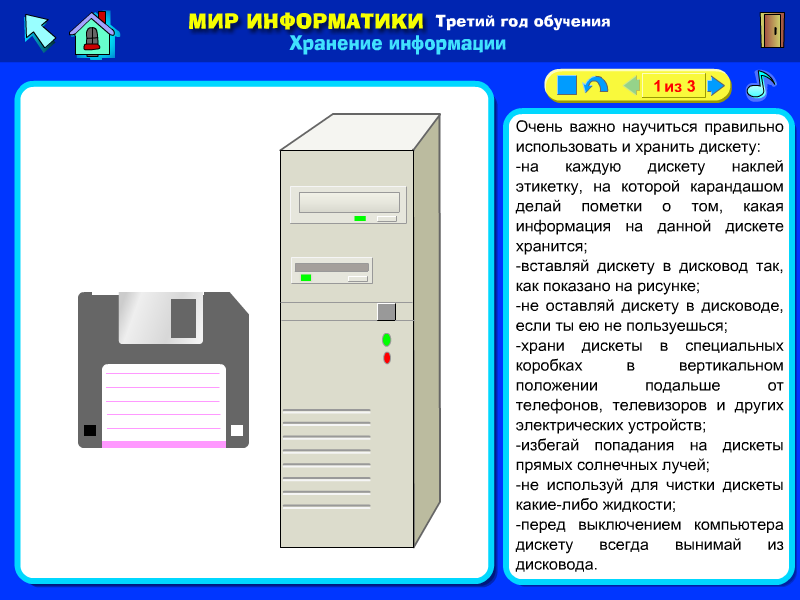 МИР ИНФОРМАТИКИ Третий год обучения
Хранение информации
1 из 3
Очень важно научиться правильно
использовать и хранить дискету:
-на каждую дискету наклей
этикетку, на которой карандашом
делай пометки о том, какая
информация на данной дискете
хранится;
-вставляй дискету в дисковод так,
как показано на рисунке;
-не оставляй дискету в дисководе,
если ты ею не пользуешься;
-храни дискеты в специальных
коробках в вертикальном
положении подальше от
телефонов, телевизоров и других
электрических устройств;
-избегай попадания на дискеты
прямых солнечных лучей;
-не используй для чистки дискеты
какие-либо жидкости;
-перед выключением компьютера
дискету всегда вынимай из
дисковода.